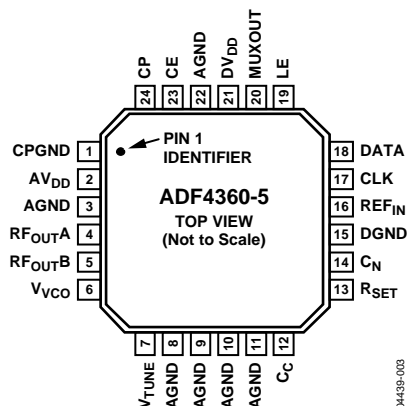 CP
CE
AGND
DVDD
MUXOUT
LE
24
23
22
21
20
19
CPGND 1
AVDD 2
AGND 3
RFOUTA 4
RFOUTB 5
VVCO 6
PIN 1
IDENTIFIER
ADF4360-5
TOP VIEW
(Not to Scale)
18 DATA
17 CLK
16 REFIN
15 DGND
14 CN
13 RSET
7
8
9
10
11
12
VTUNE
AGND
AGND
AGND
AGND
CC
04439-003